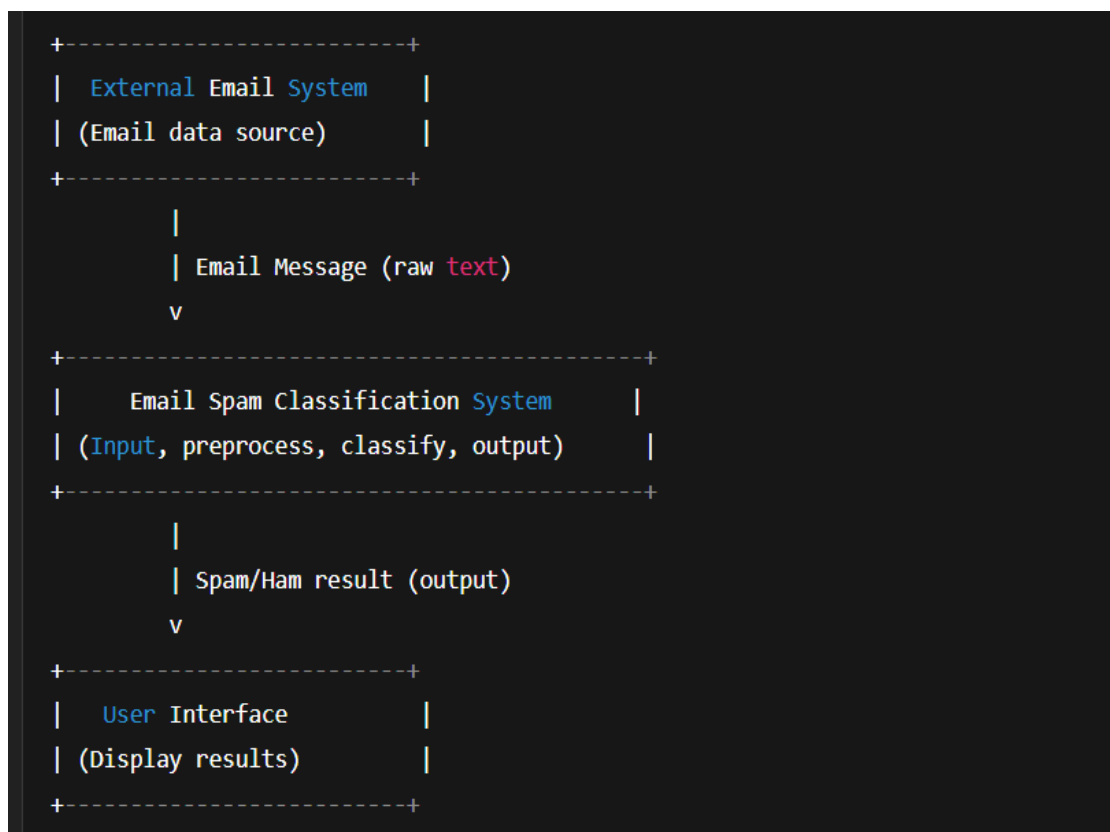 +--------------------------+
|  External Email System    |
| (Email data source)       |
+--------------------------+
         |
         | Email Message (raw text)
         v
+--------------------------------------------+
|     Email Spam Classification System      |
| (Input, preprocess, classify, output)      |
+--------------------------------------------+
         |
         | Spam/Ham result (output)
         v
+--------------------------+
|   User Interface          |
| (Display results)         |
+--------------------------+